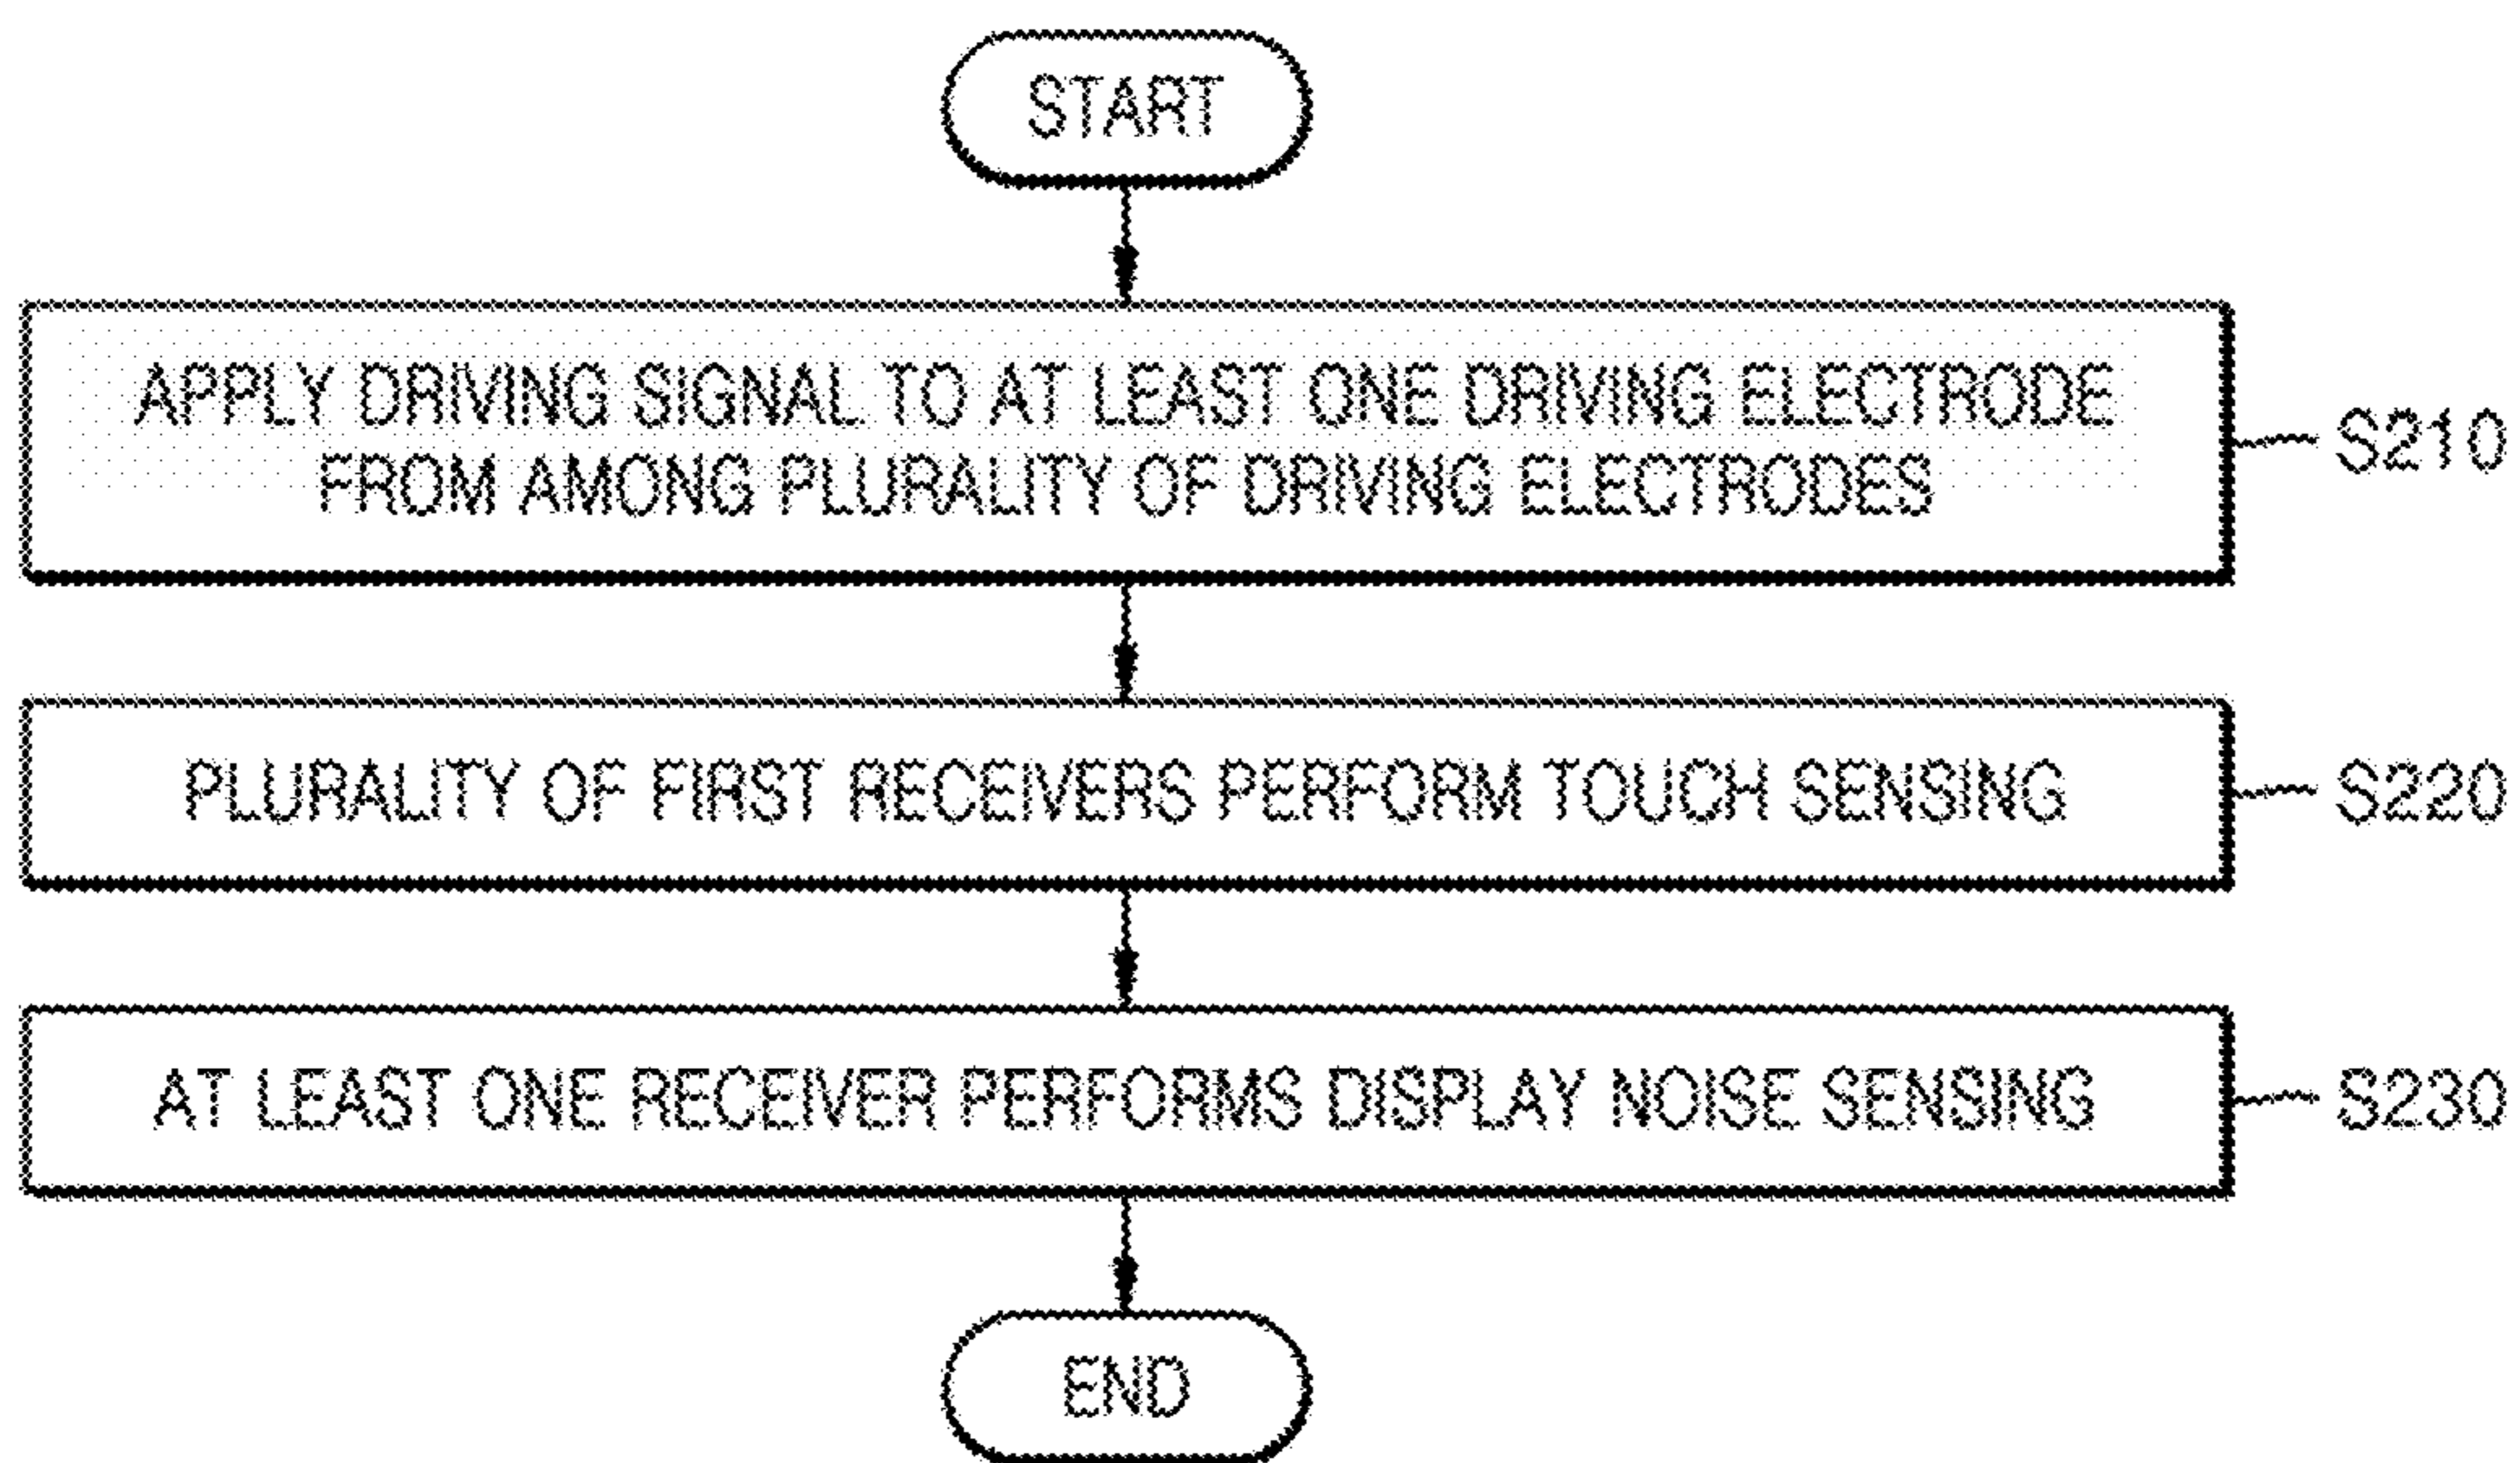 START
APPLY DRIVING SIGNAL TO AT LEAST ONE DRIVING ELECTRODE
FROM AMONG PLURALITY OF DRIVING ELECTRODES
S210
PLURALITY OF FIRST RECEIVERS PERFORM TOUCH SENSING
S220
AT LEAST ONE RECEIVER PERFORMS DISPLAY NOISE SENSING
S230
END